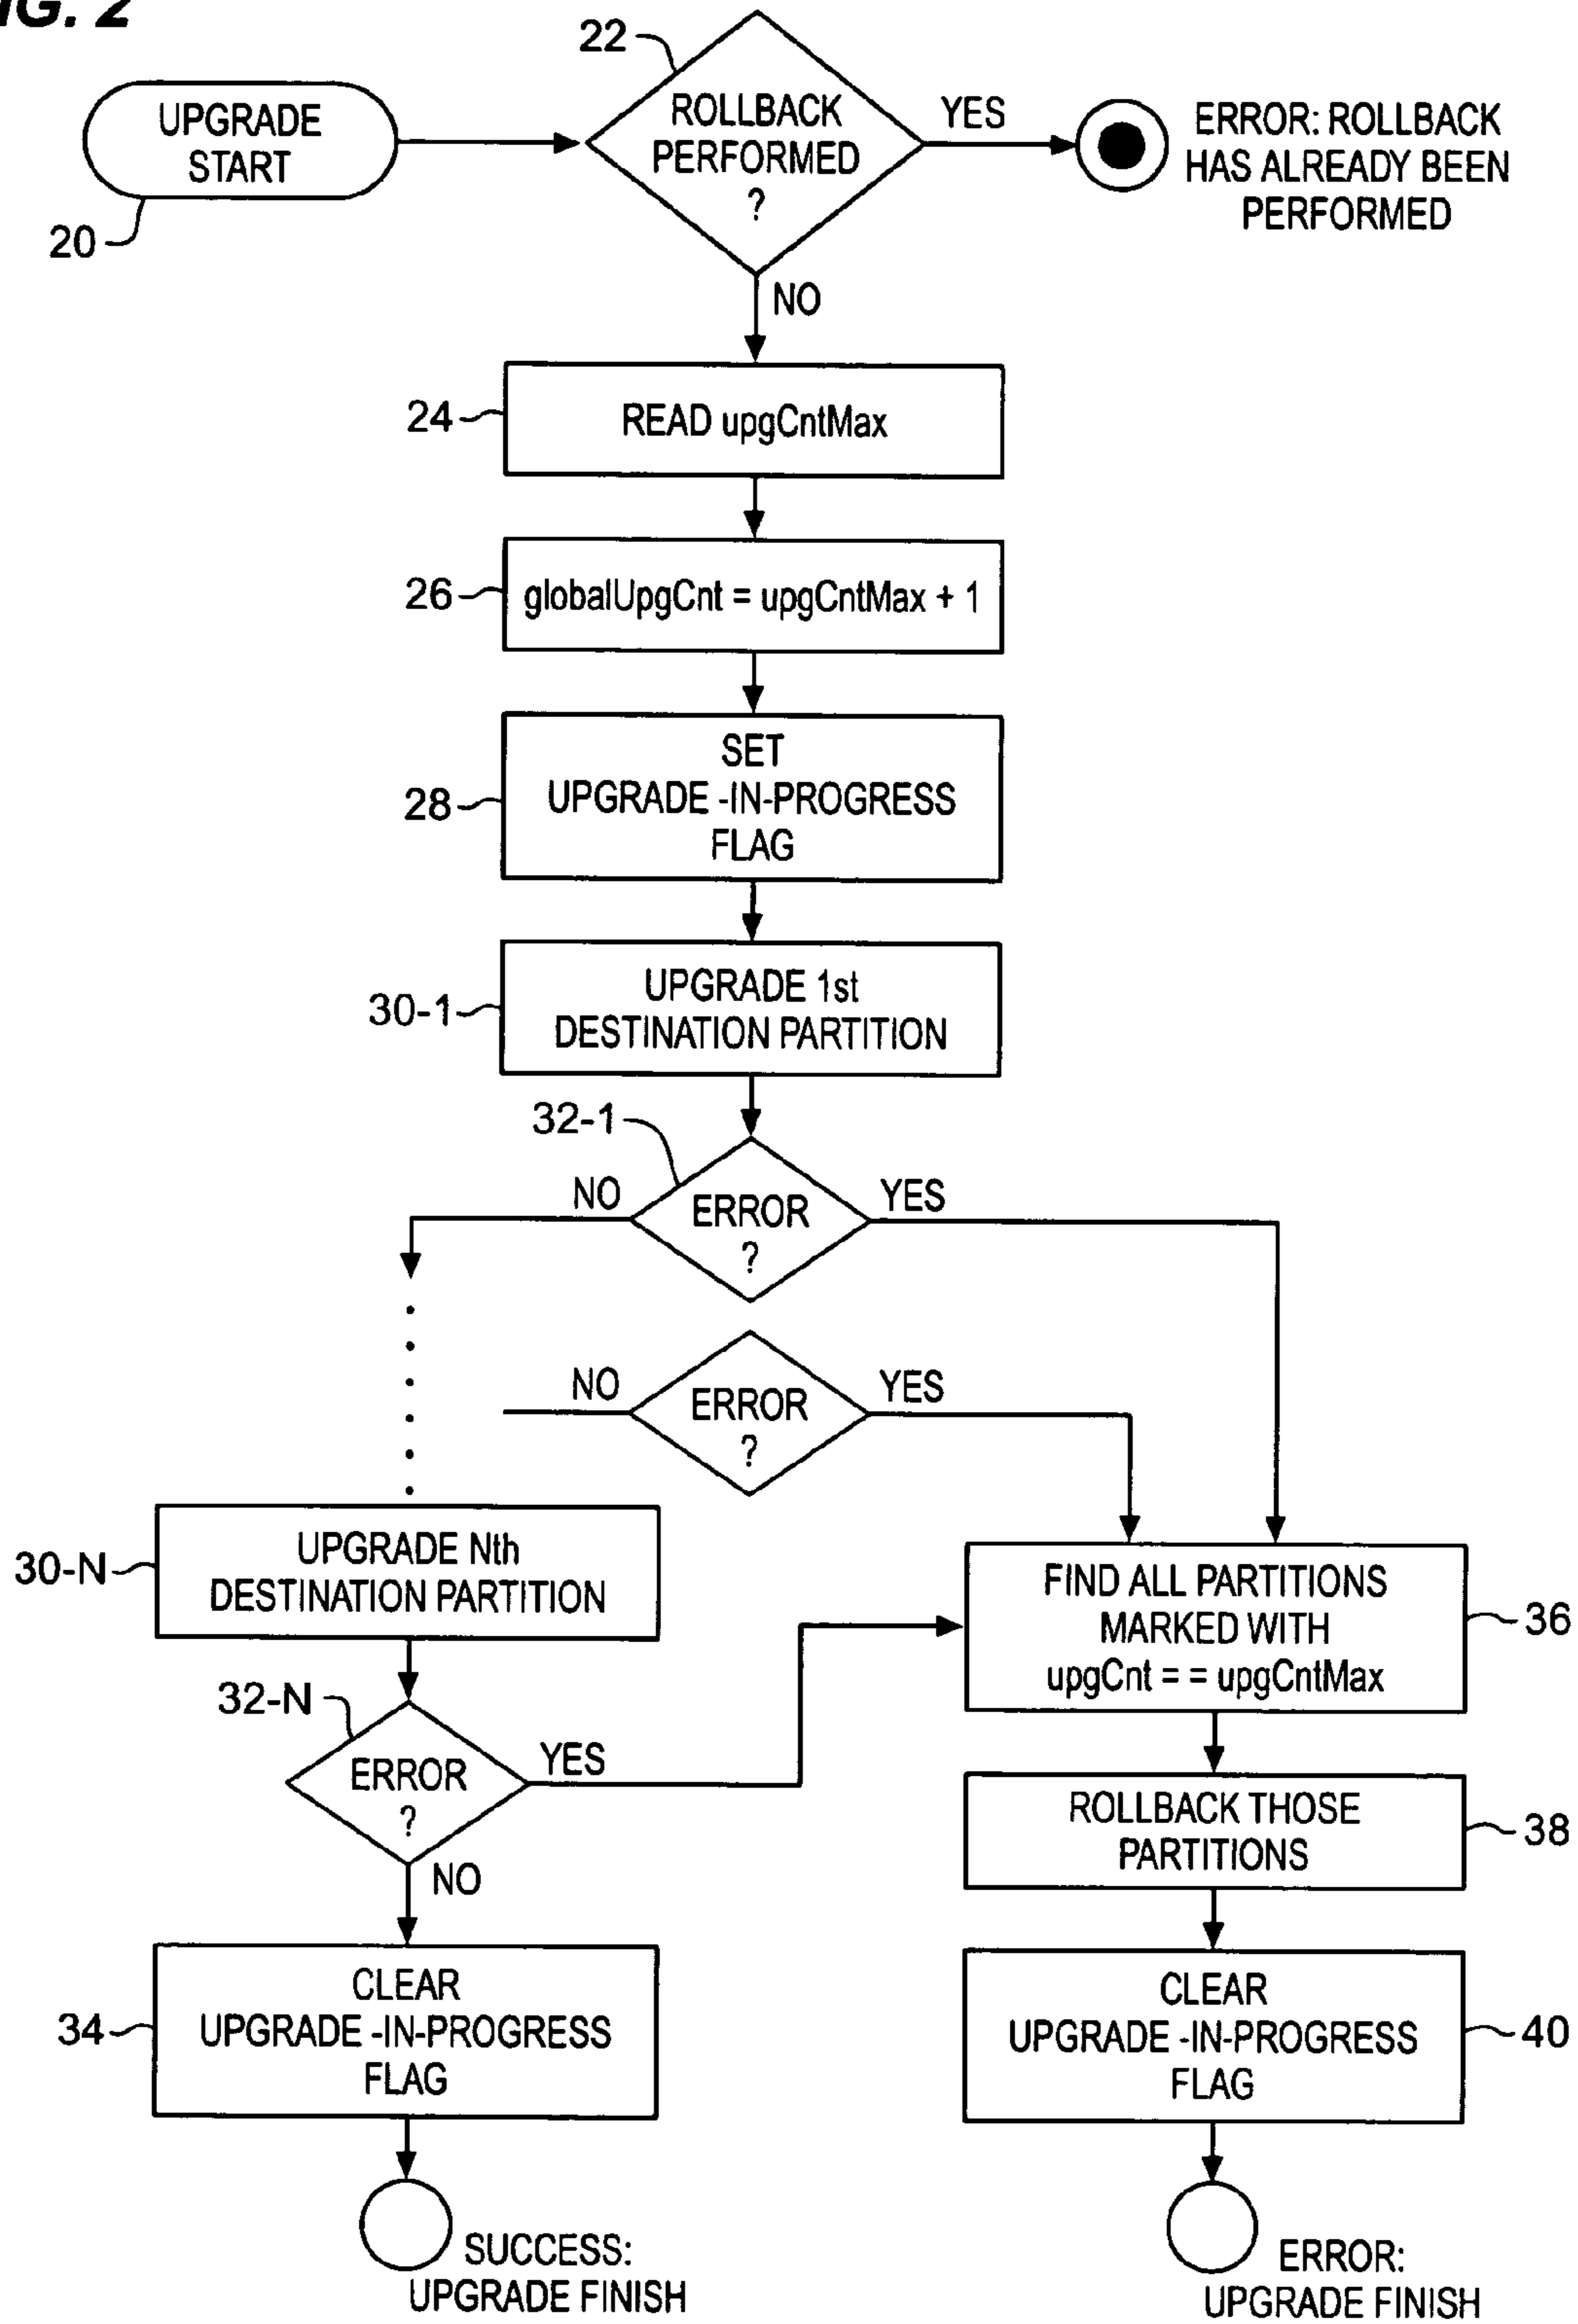 FIG. 2
22
UPGRADE
START
20
ROLLBACK
PERFORMED
?
YES
ERROR: ROLLBACK
HAS ALREADY BEEN
PERFORMED
NO
24
READ upgCntMax
26
globalUpgCnt = upgCntMax + 1
28
SET
UPGRADE -IN-PROGRESS
FLAG
30-1
UPGRADE 1st
DESTINATION PARTITION
32-1
NO
ERROR
?
YES
NO
ERROR
?
YES
30-N
UPGRADE Nth
DESTINATION PARTITION
FIND ALL PARTITIONS
MARKED WITH
upgCnt = = upgCntMax
36
32-N
ERROR
?
YES
NO
ROLLBACK THOSE
PARTITIONS
38
34
CLEAR
UPGRADE -IN-PROGRESS
FLAG
CLEAR
UPGRADE -IN-PROGRESS
FLAG
40
SUCCESS:
UPGRADE FINISH
ERROR:
UPGRADE FINISH